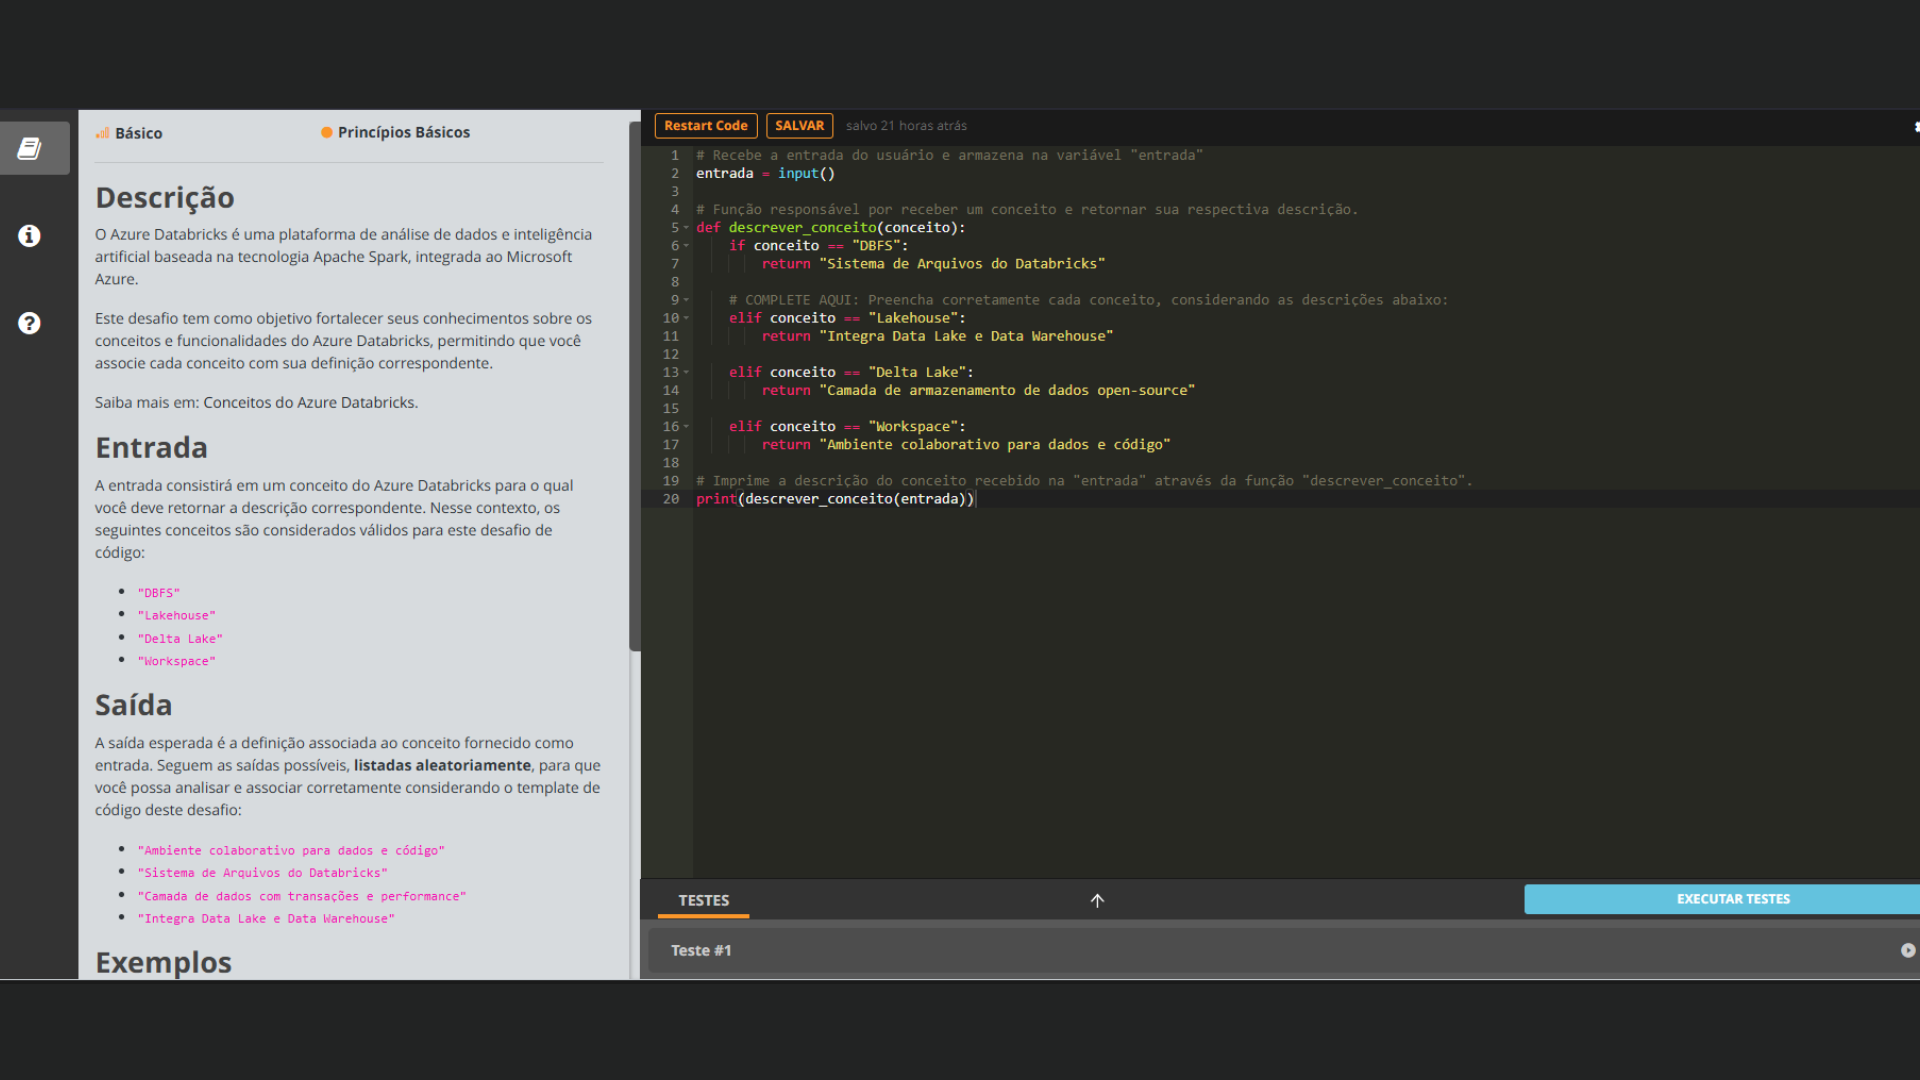 Básico
Princípios Básicos
Descrição
O Azure Databricks é uma plataforma de análise de dados e inteligência
artificial baseada na tecnologia Apache Spark, integrada ao Microsoft
Azure.
Este desafio tem como objetivo fortalecer seus conhecimentos sobre os
conceitos e funcionalidades do Azure Databricks, permitindo que você
associe cada conceito com sua definição correspondente.
Saiba mais em: Conceitos do Azure Databricks.
Entrada
A entrada consistirá em um conceito do Azure Databricks para o qual
você deve retornar a descrição correspondente. Nesse contexto, os
seguintes conceitos são considerados válidos para este desafio de
código:
"DBFS"
"Lakehouse"
"Delta Lake"
"Workspace"
Saída
A saída esperada é a definição associada ao conceito fornecido como
entrada. Seguem as saídas possíveis, listadas aleatoriamente, para que
você possa analisar e associar corretamente considerando o template de
código deste desafio:
"Ambiente colaborativo para dados e código"
"Sistema de Arquivos do Databricks"
"Camada de dados com transações e performance"
"Integra Data Lake e Data Warehouse"
Exemplos
Restart Code SALVAR salvo 21 horas atrás
1 # Recebe a entrada do usuário e armazena na variável "entrada"
2 entrada = input()
3
4 # Função responsável por receber um conceito e retornar sua respectiva descrição.
5 def descrever_conceito(conceito):
6 if conceito == "DBFS":
7 return "Sistema de Arquivos do Databricks"
8
9 # COMPLETE AQUI: Preencha corretamente cada conceito, considerando as descrições abaixo:
10 elif conceito == "Lakehouse":
11 return "Integra Data Lake e Data Warehouse"
12
13 elif conceito == "Delta Lake":
14 return "Camada de armazenamento de dados open-source"
15
16 elif conceito == "Workspace":
17 return "Ambiente colaborativo para dados e código"
18
19 # Imprime a descrição do conceito recebido na "entrada" através da função "descrever_conceito".
20 print(descrever_conceito(entrada))
TESTES
EXECUTAR TESTES
Teste #1